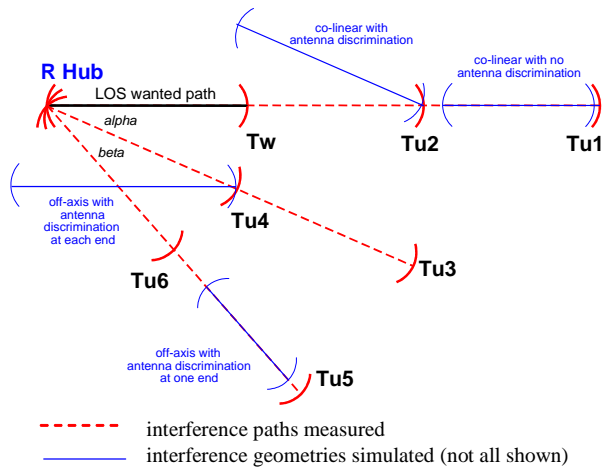 co-linear with
antenna discrimination
co-linear with no
antenna discrimination
R Hub
LOS wanted path
alpha
Tw
Tu2
Tu1
beta
off-axis with
antenna
discrimination
at each end
Tu4
Tu6
Tu3
off-axis with
antenna discrimination
at one end
Tu5
interference paths measured
interference geometries simulated (not all shown)